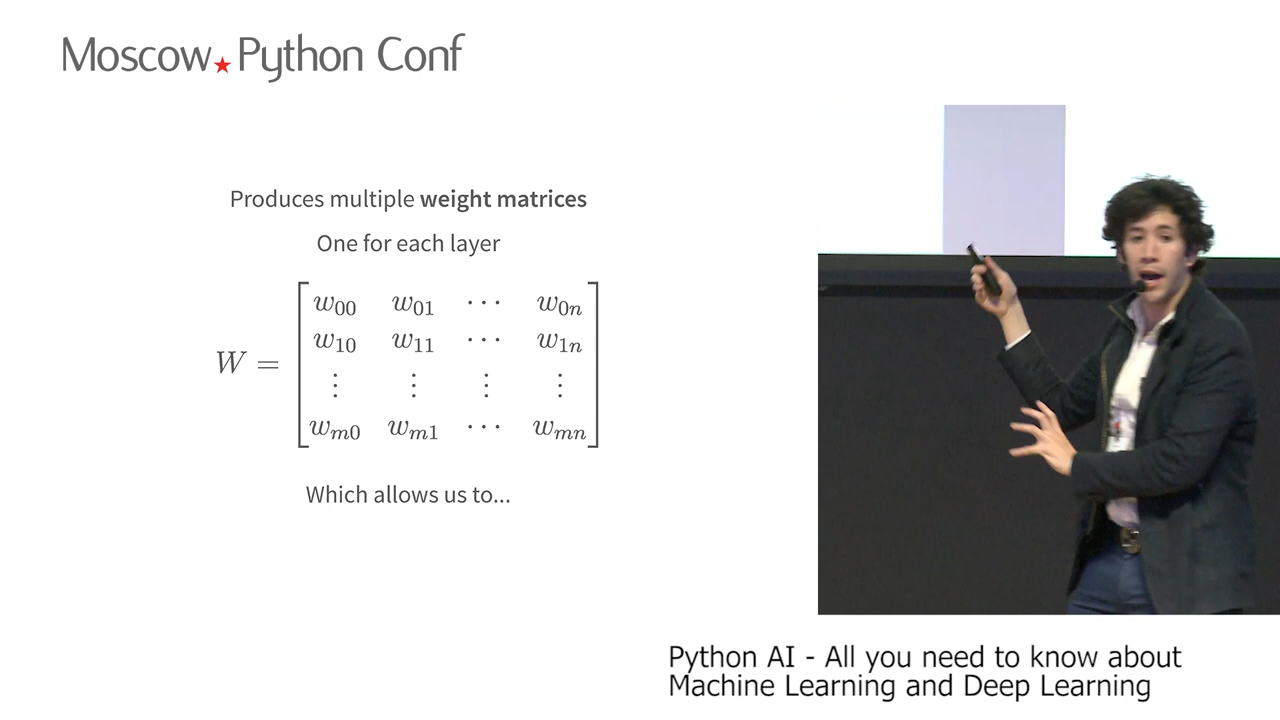 Moscow★Python Conf
Produces multiple weight matrices
One for each layer
W = [w00 w01 ⋯ w0n
w10 w11 ⋯ w1n
⋮ ⋮ ⋮ ⋮
wm0 wm1 ⋯ wmn]
Which allows us to...
Python AI - All you need to know about
Machine Learning and Deep Learning